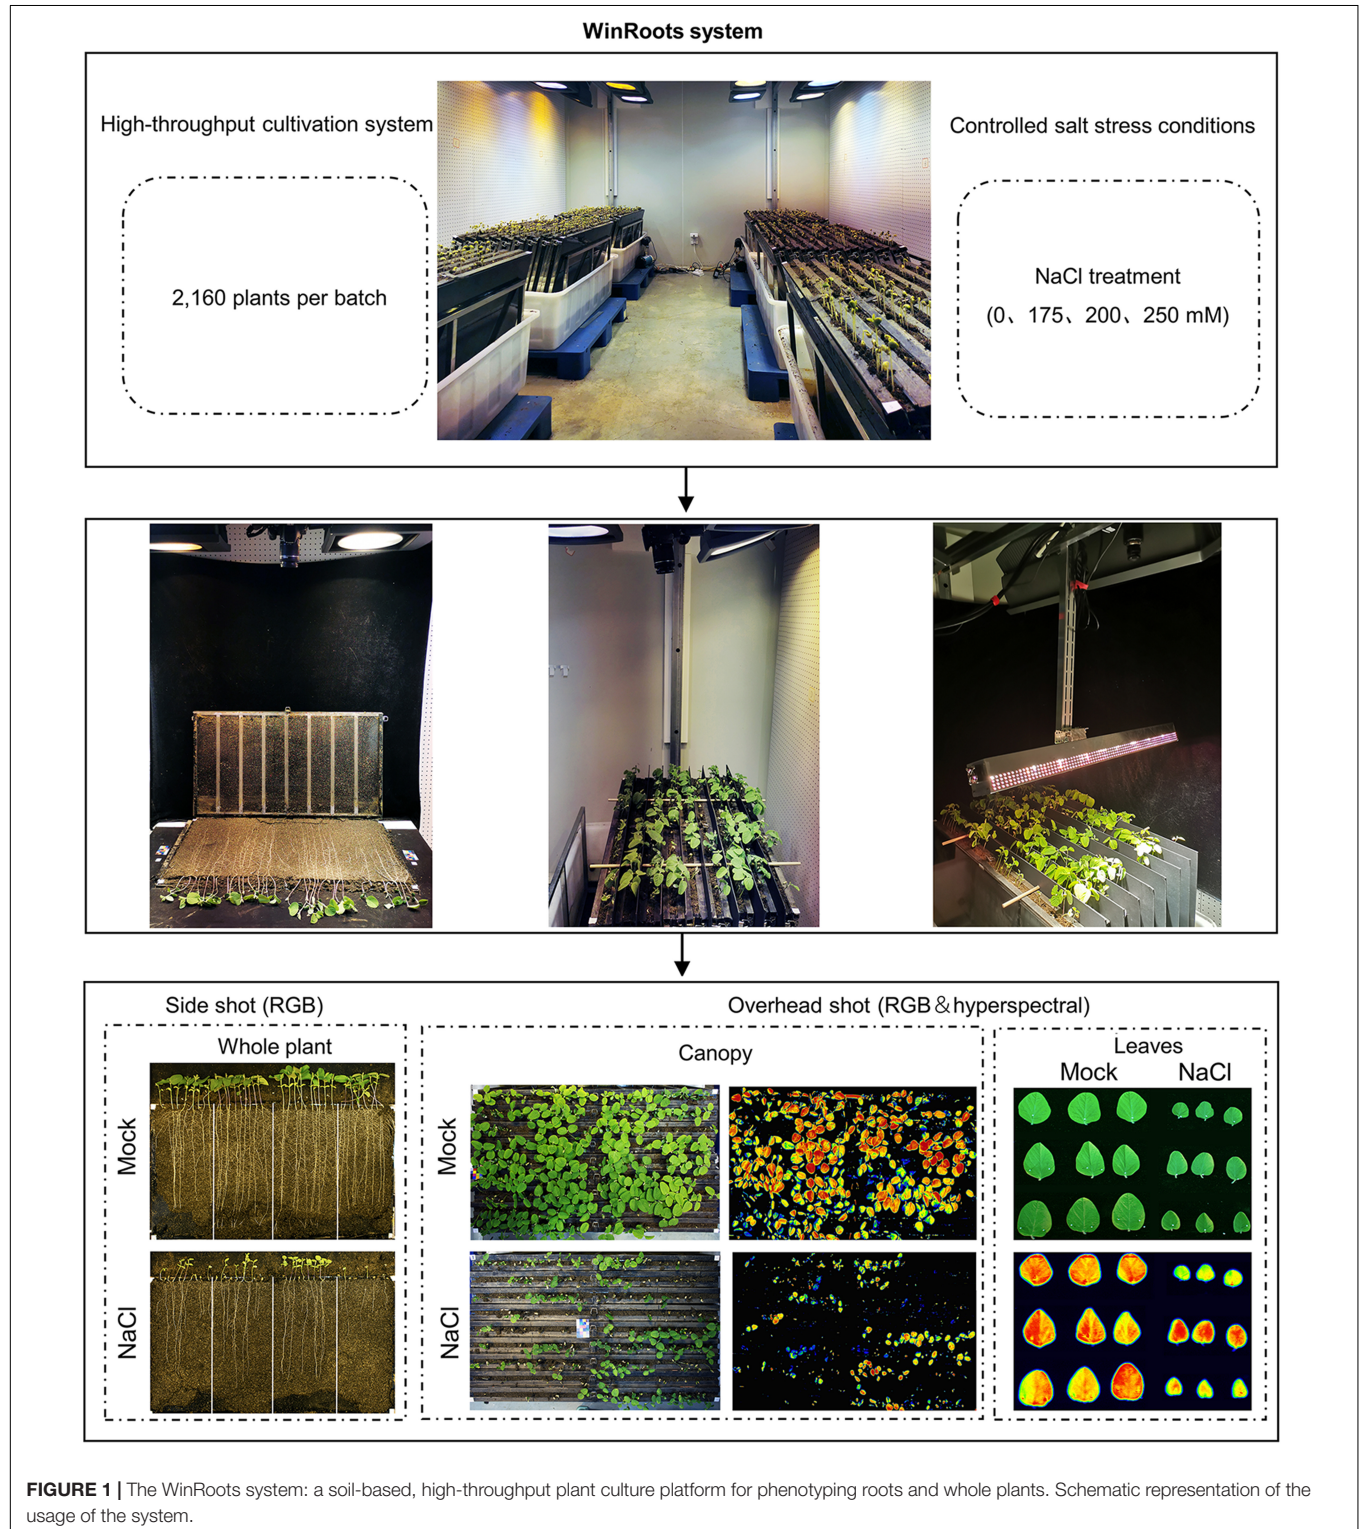 WinRoots system
High-throughput cultivation system
2,160 plants per batch
Controlled salt stress conditions
NaCl treatment
(0、175、200、250 mM)
Side shot (RGB)
Overhead shot (RGB＆hyperspectral)
Whole plant
Mock
NaCl
Canopy
Mock
NaCl
Leaves
Mock NaCl
FIGURE 1 | The WinRoots system: a soil-based, high-throughput plant culture platform for phenotyping roots and whole plants. Schematic representation of the
usage of the system.